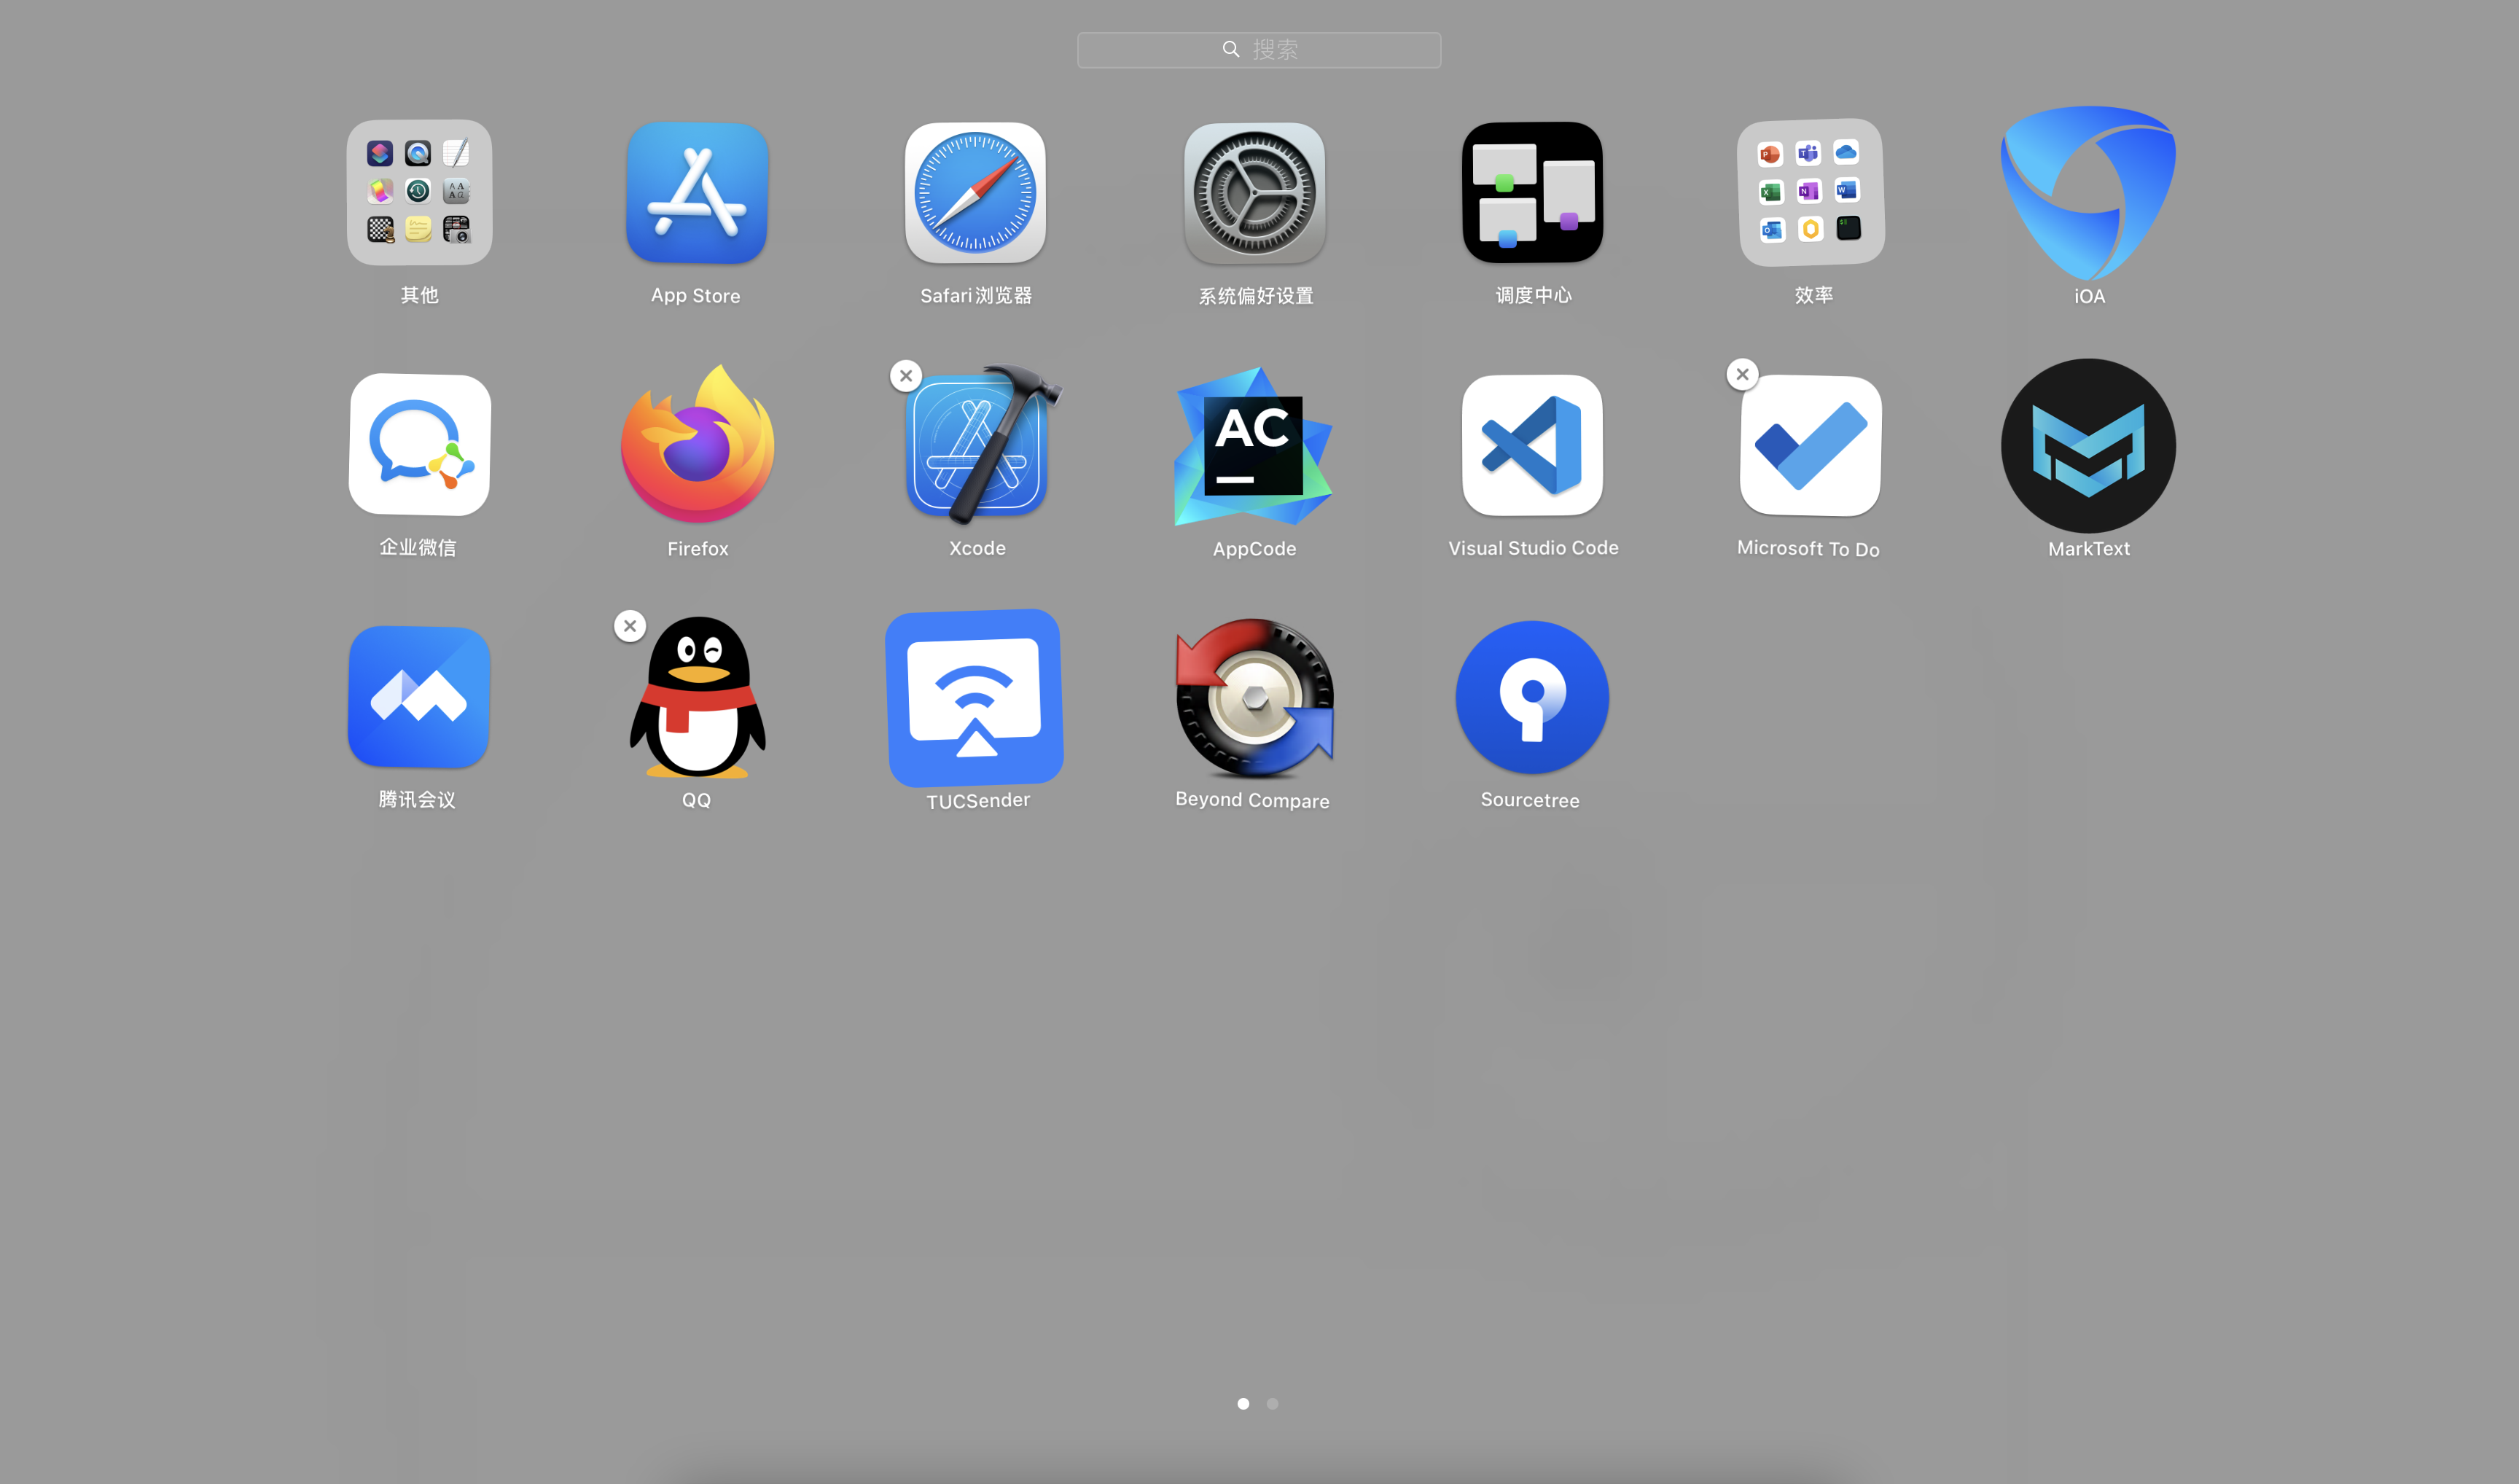 搜索
其他
App Store
Safari浏览器
系统偏好设置
调度中心
效率
iOA
企业微信
Firefox
Xcode
AC
AppCode
Visual Studio Code
Microsoft To Do
MarkText
腾讯会议
QQ
TUCSender
Beyond Compare
Sourcetree